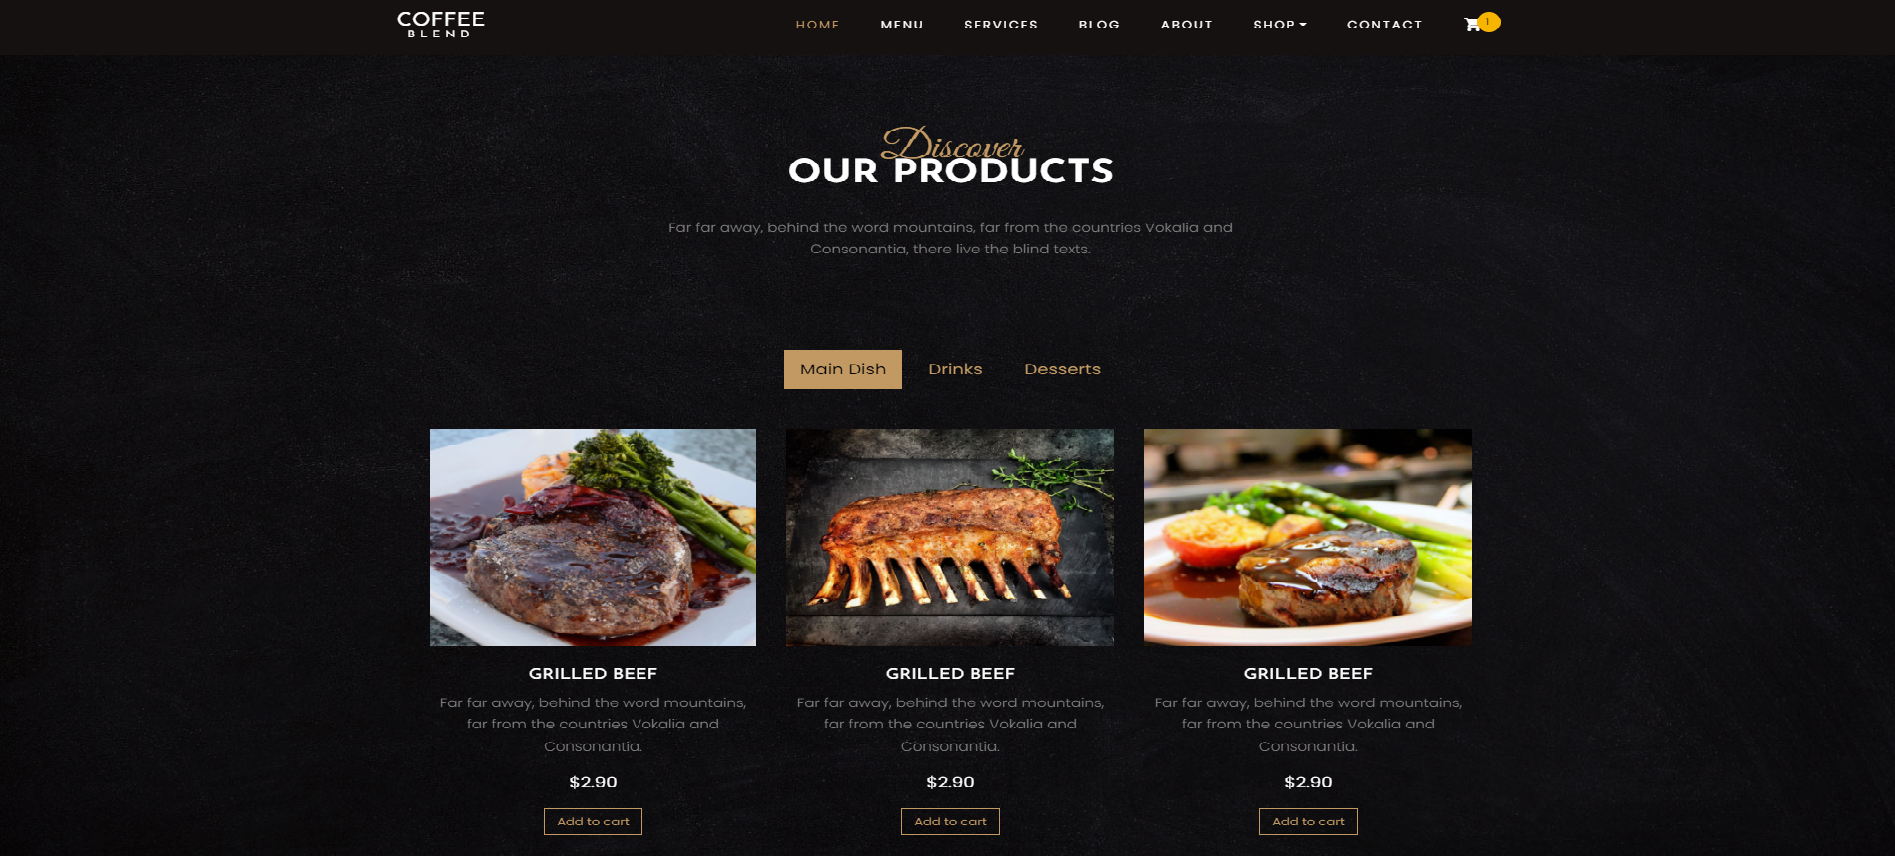 COFFEE
BLEND
HOME MENU SERVICES BLOG ABOUT SHOP CONTACT 1
Discover
OUR PRODUCTS
Far far away, behind the word mountains, far from the countries Vokalia and
Consonantia, there live the blind texts.
Main Dish Drinks Desserts
GRILLED BEEF
Far far away, behind the word mountains,
far from the countries Vokalia and
Consonantia.
$2.90
Add to cart
GRILLED BEEF
Far far away, behind the word mountains,
far from the countries Vokalia and
Consonantia.
$2.90
Add to cart
GRILLED BEEF
Far far away, behind the word mountains,
far from the countries Vokalia and
Consonantia.
$2.90
Add to cart